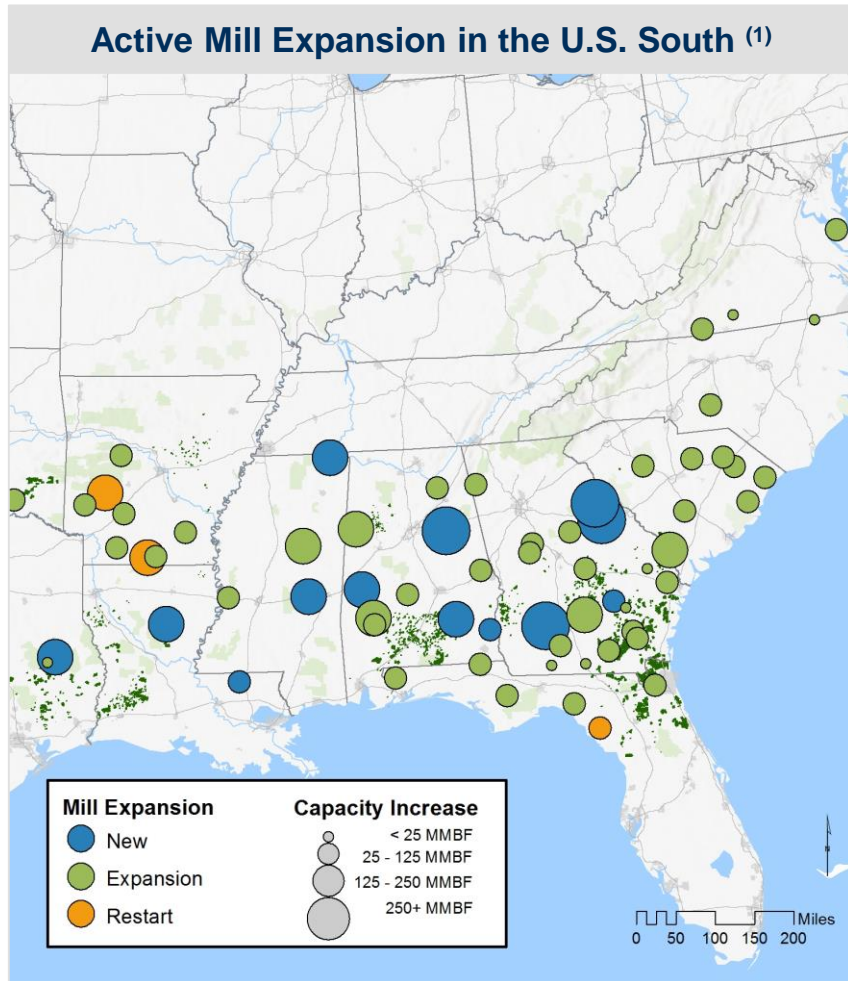 Active Mill Expansion in the U.S. South (1)
Mill Expansion
New
Expansion
Restart
Capacity Increase
< 25 MMBF
25 - 125 MMBF
125 - 250 MMBF
250+ MMBF
N
Miles
0 50 100 150 200